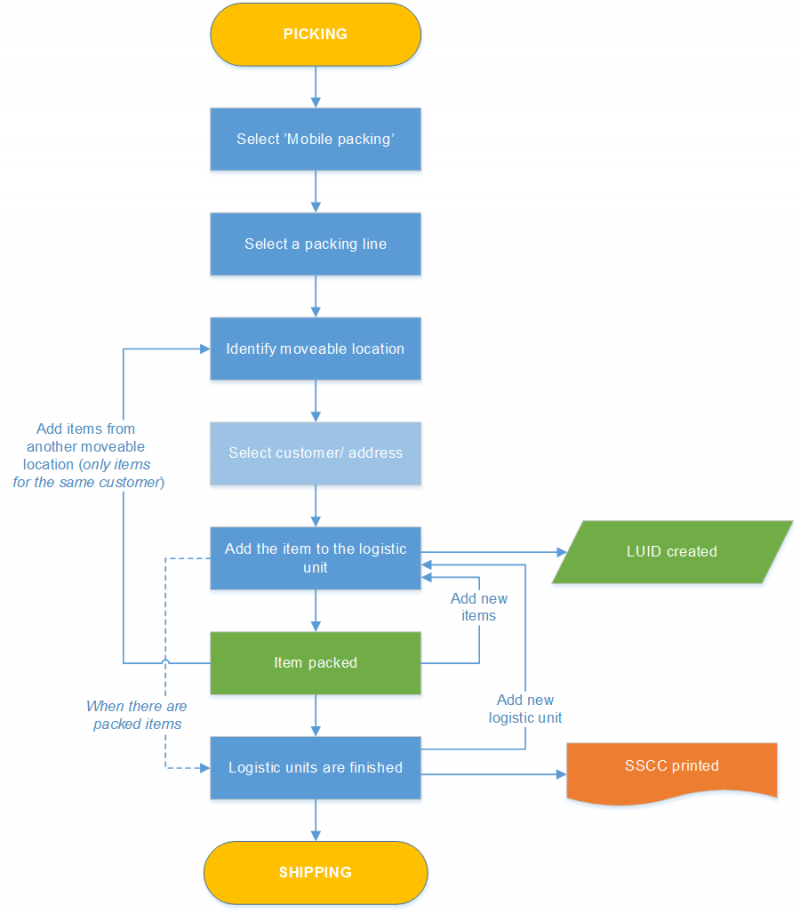 PICKING
Select 'Mobile packing'
Select a packing line
Identify moveable location
Add items from
another moveable
location (only items
for the same customer)
Select customer/ address
Add the item to the logistic
unit
LUID created
Add new
items
Item packed
When there are
packed items
Add new
logistic unit
Logistic units are finished
SSCC printed
SHIPPING